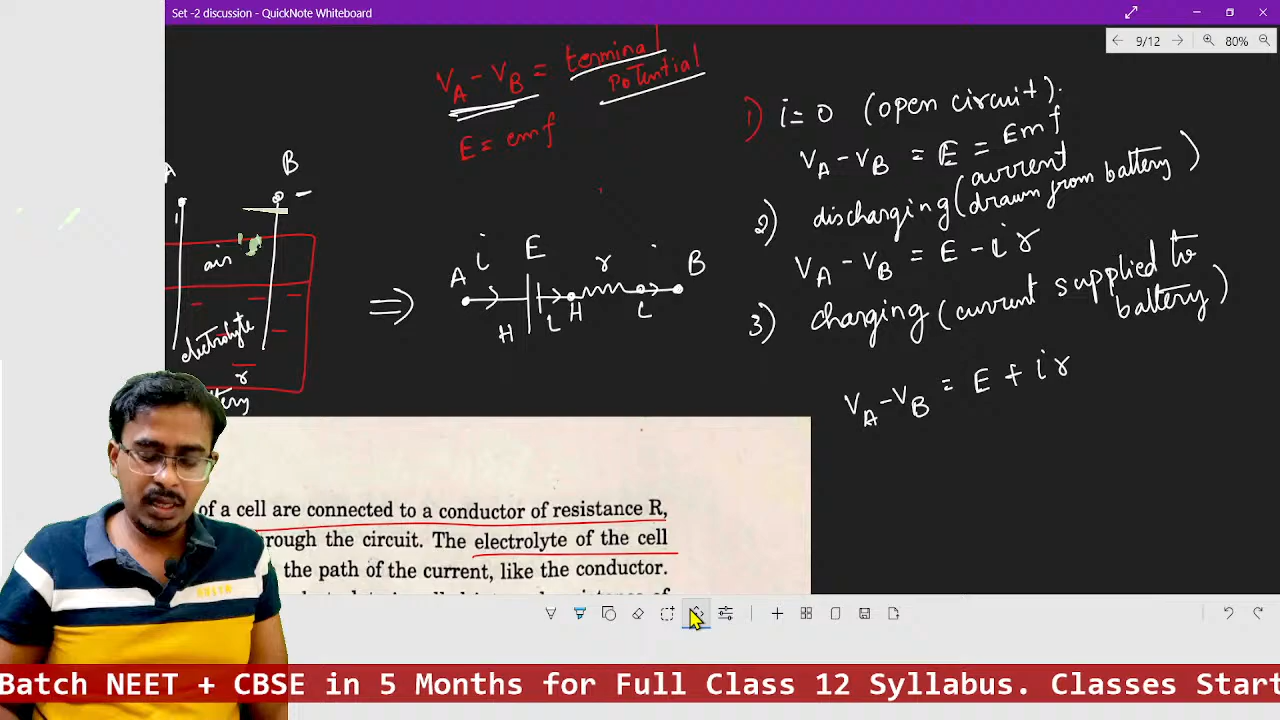 Set -2 discussion - QuickNote Whiteboard
9/12
80%
VA - VB = terminal
potential
E = emf
B
air
electrolyte
r
A i E r i B
H L H L
1) i = 0 (open circuit).
VA - VB = E = Emf
2) discharging (current
drawn from battery)
VA - VB = E - i r
3) charging (current supplied to
battery)
VA - VB = E + i r
of a cell are connected to a conductor of resistance R,
rough the circuit. The electrolyte of the cell
the path of the current, like the conductor.
Batch NEET + CBSE in 5 Months for Full Class 12 Syllabus. Classes Start